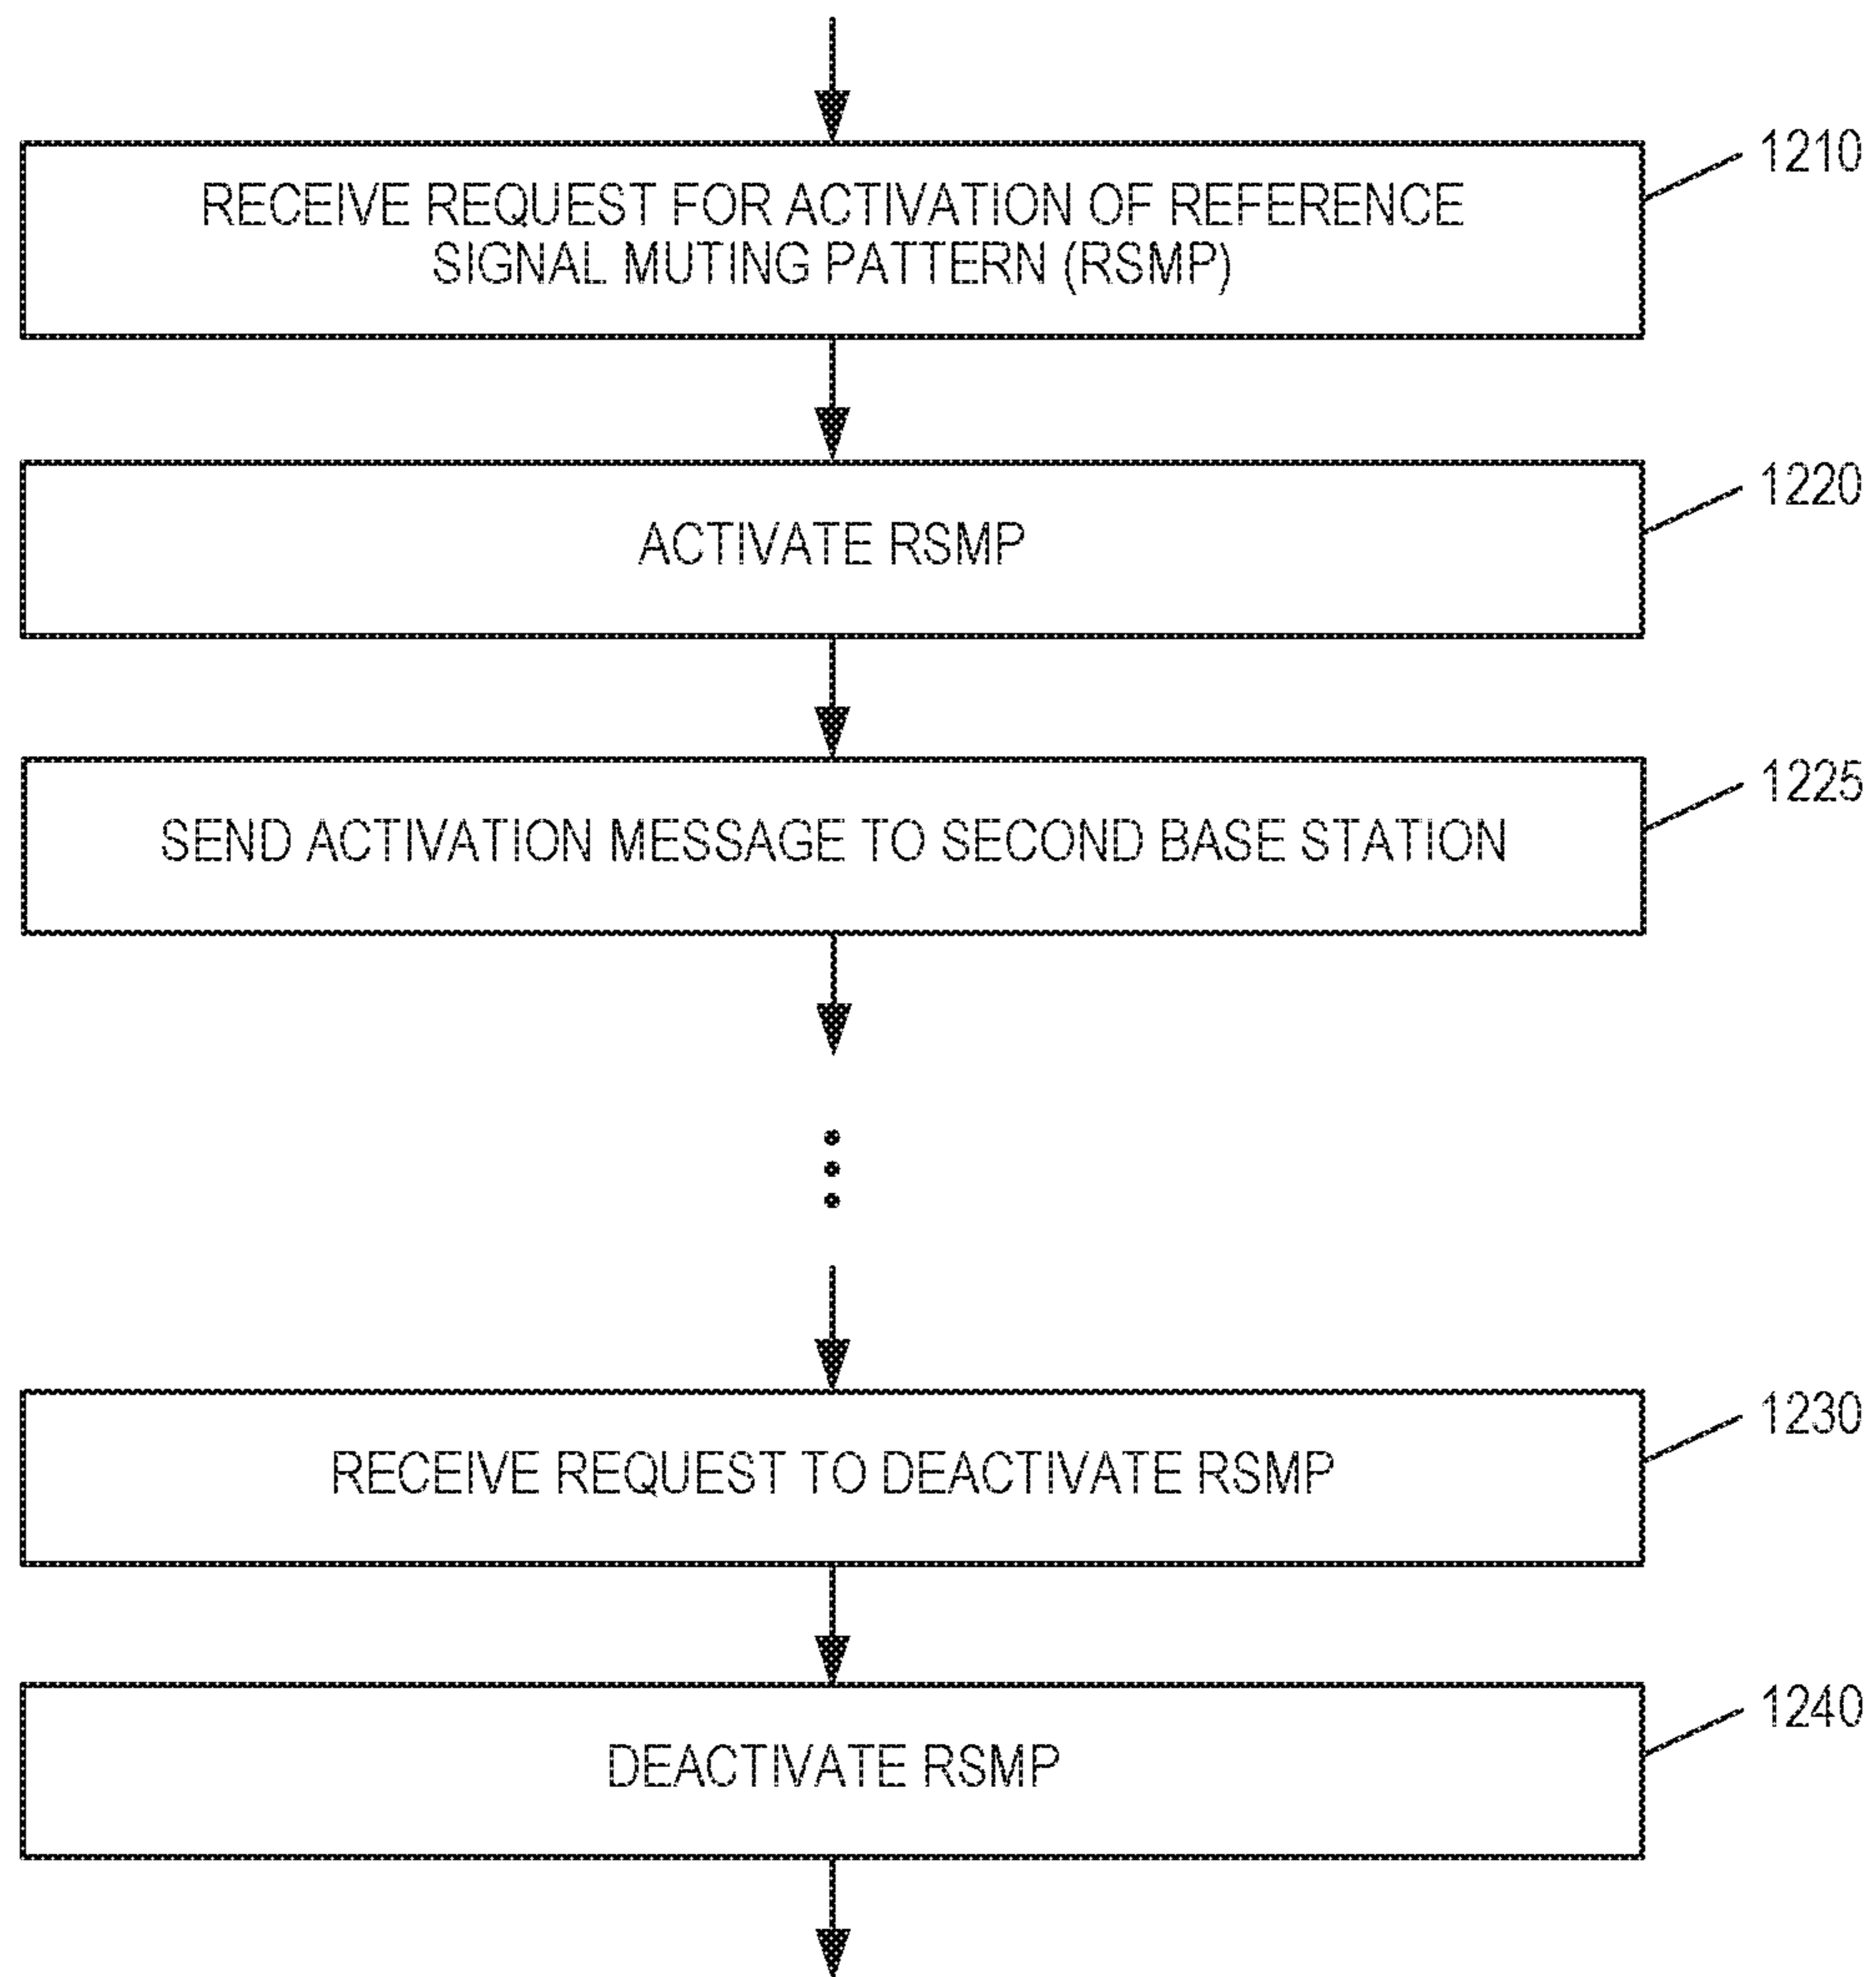 1210
RECEIVE REQUEST FOR ACTIVATION OF REFERENCE
SIGNAL MUTING PATTERN (RSMP)
1220
ACTIVATE RSMP
1225
SEND ACTIVATION MESSAGE TO SECOND BASE STATION
1230
RECEIVE REQUEST TO DEACTIVATE RSMP
1240
DEACTIVATE RSMP